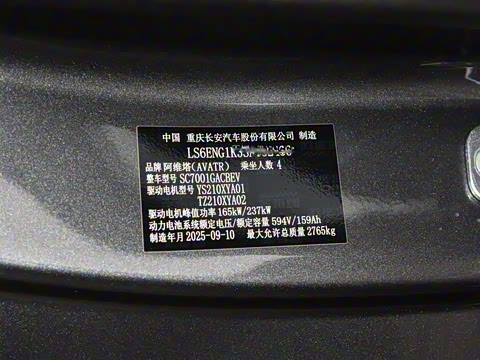 中国 重庆长安汽车股份有限公司 制造
LS6ENG1K3
品牌 阿维塔(AVATR) 乘坐人数 4
整车型号 SC7001GACBEV
驱动电机型号 YS210XYA01
TZ210XYA02
驱动电机峰值功率 165kW/237kW
动力电池系统额定电压/额定容量 594V/159Ah
制造年月 2025-09-10 最大允许总质量 2765kg